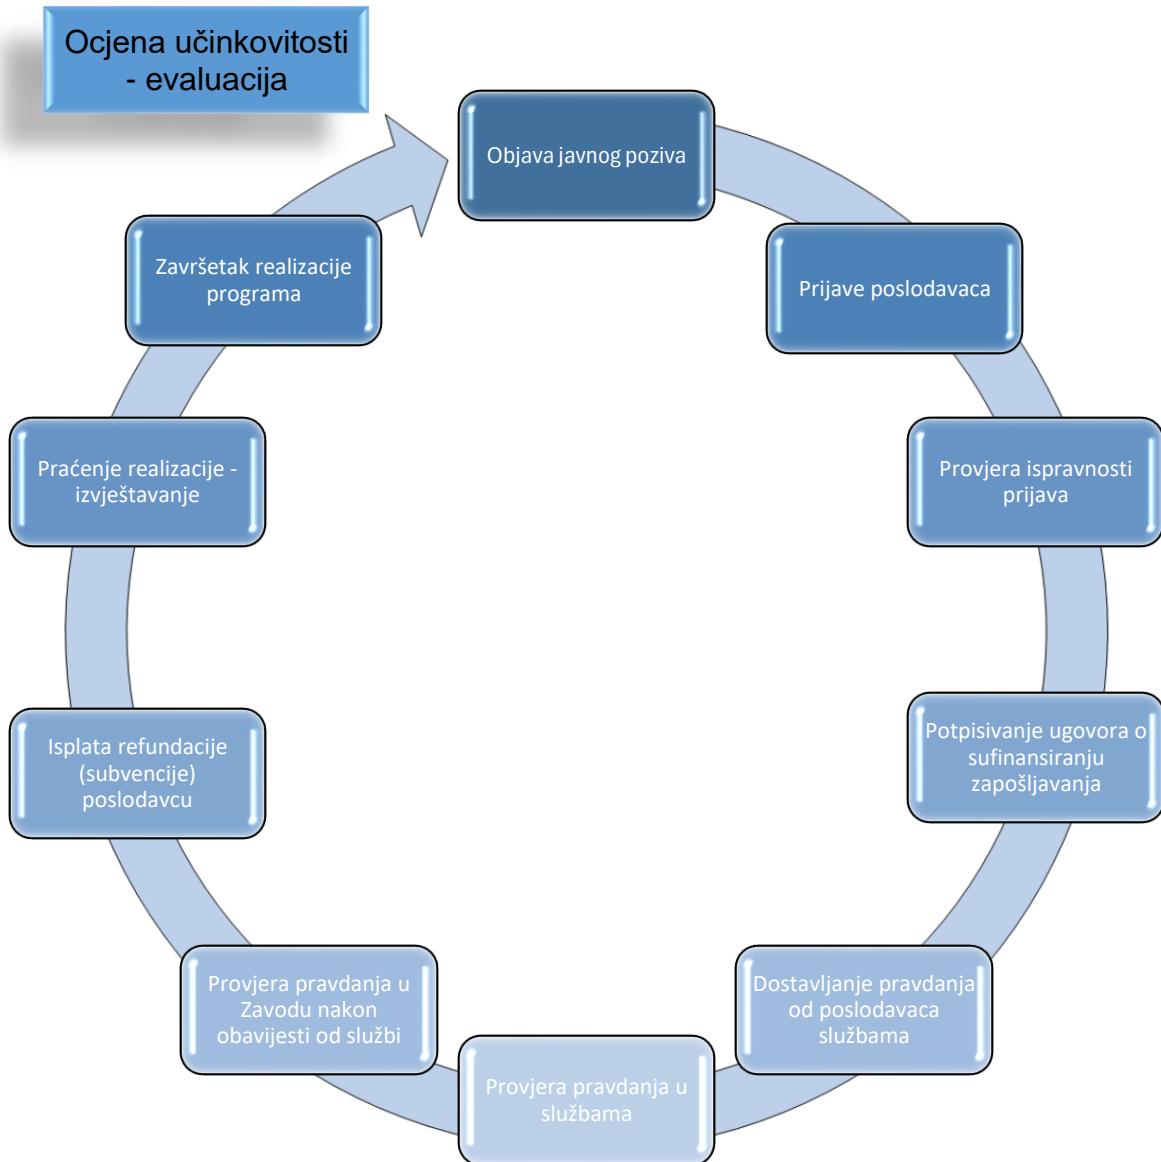 Ocjena učinkovitosti
- evaluacija
Objava javnog poziva
Prijave poslodavaca
Provjera ispravnosti
prijava
Potpisivanje ugovora o
sufinansiranju
zapošljavanja
Dostavljanje pravdanja
od poslodavaca
službama
Provjera pravdanja u
službama
Provjera pravdanja u
Zavodu nakon
obavijesti od službi
Isplata refundacije
(subvencije)
poslodavcu
Praćenje realizacije -
izvještavanje
Završetak realizacije
programa